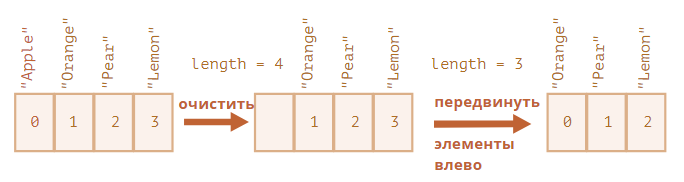 "Apple" "Orange" "Pear" "Lemon"
0 1 2 3
length = 4
очистить
"Orange" "Pear" "Lemon"
1 2 3
length = 3
передвинуть
элементы
влево
"Orange" "Pear" "Lemon"
0 1 2